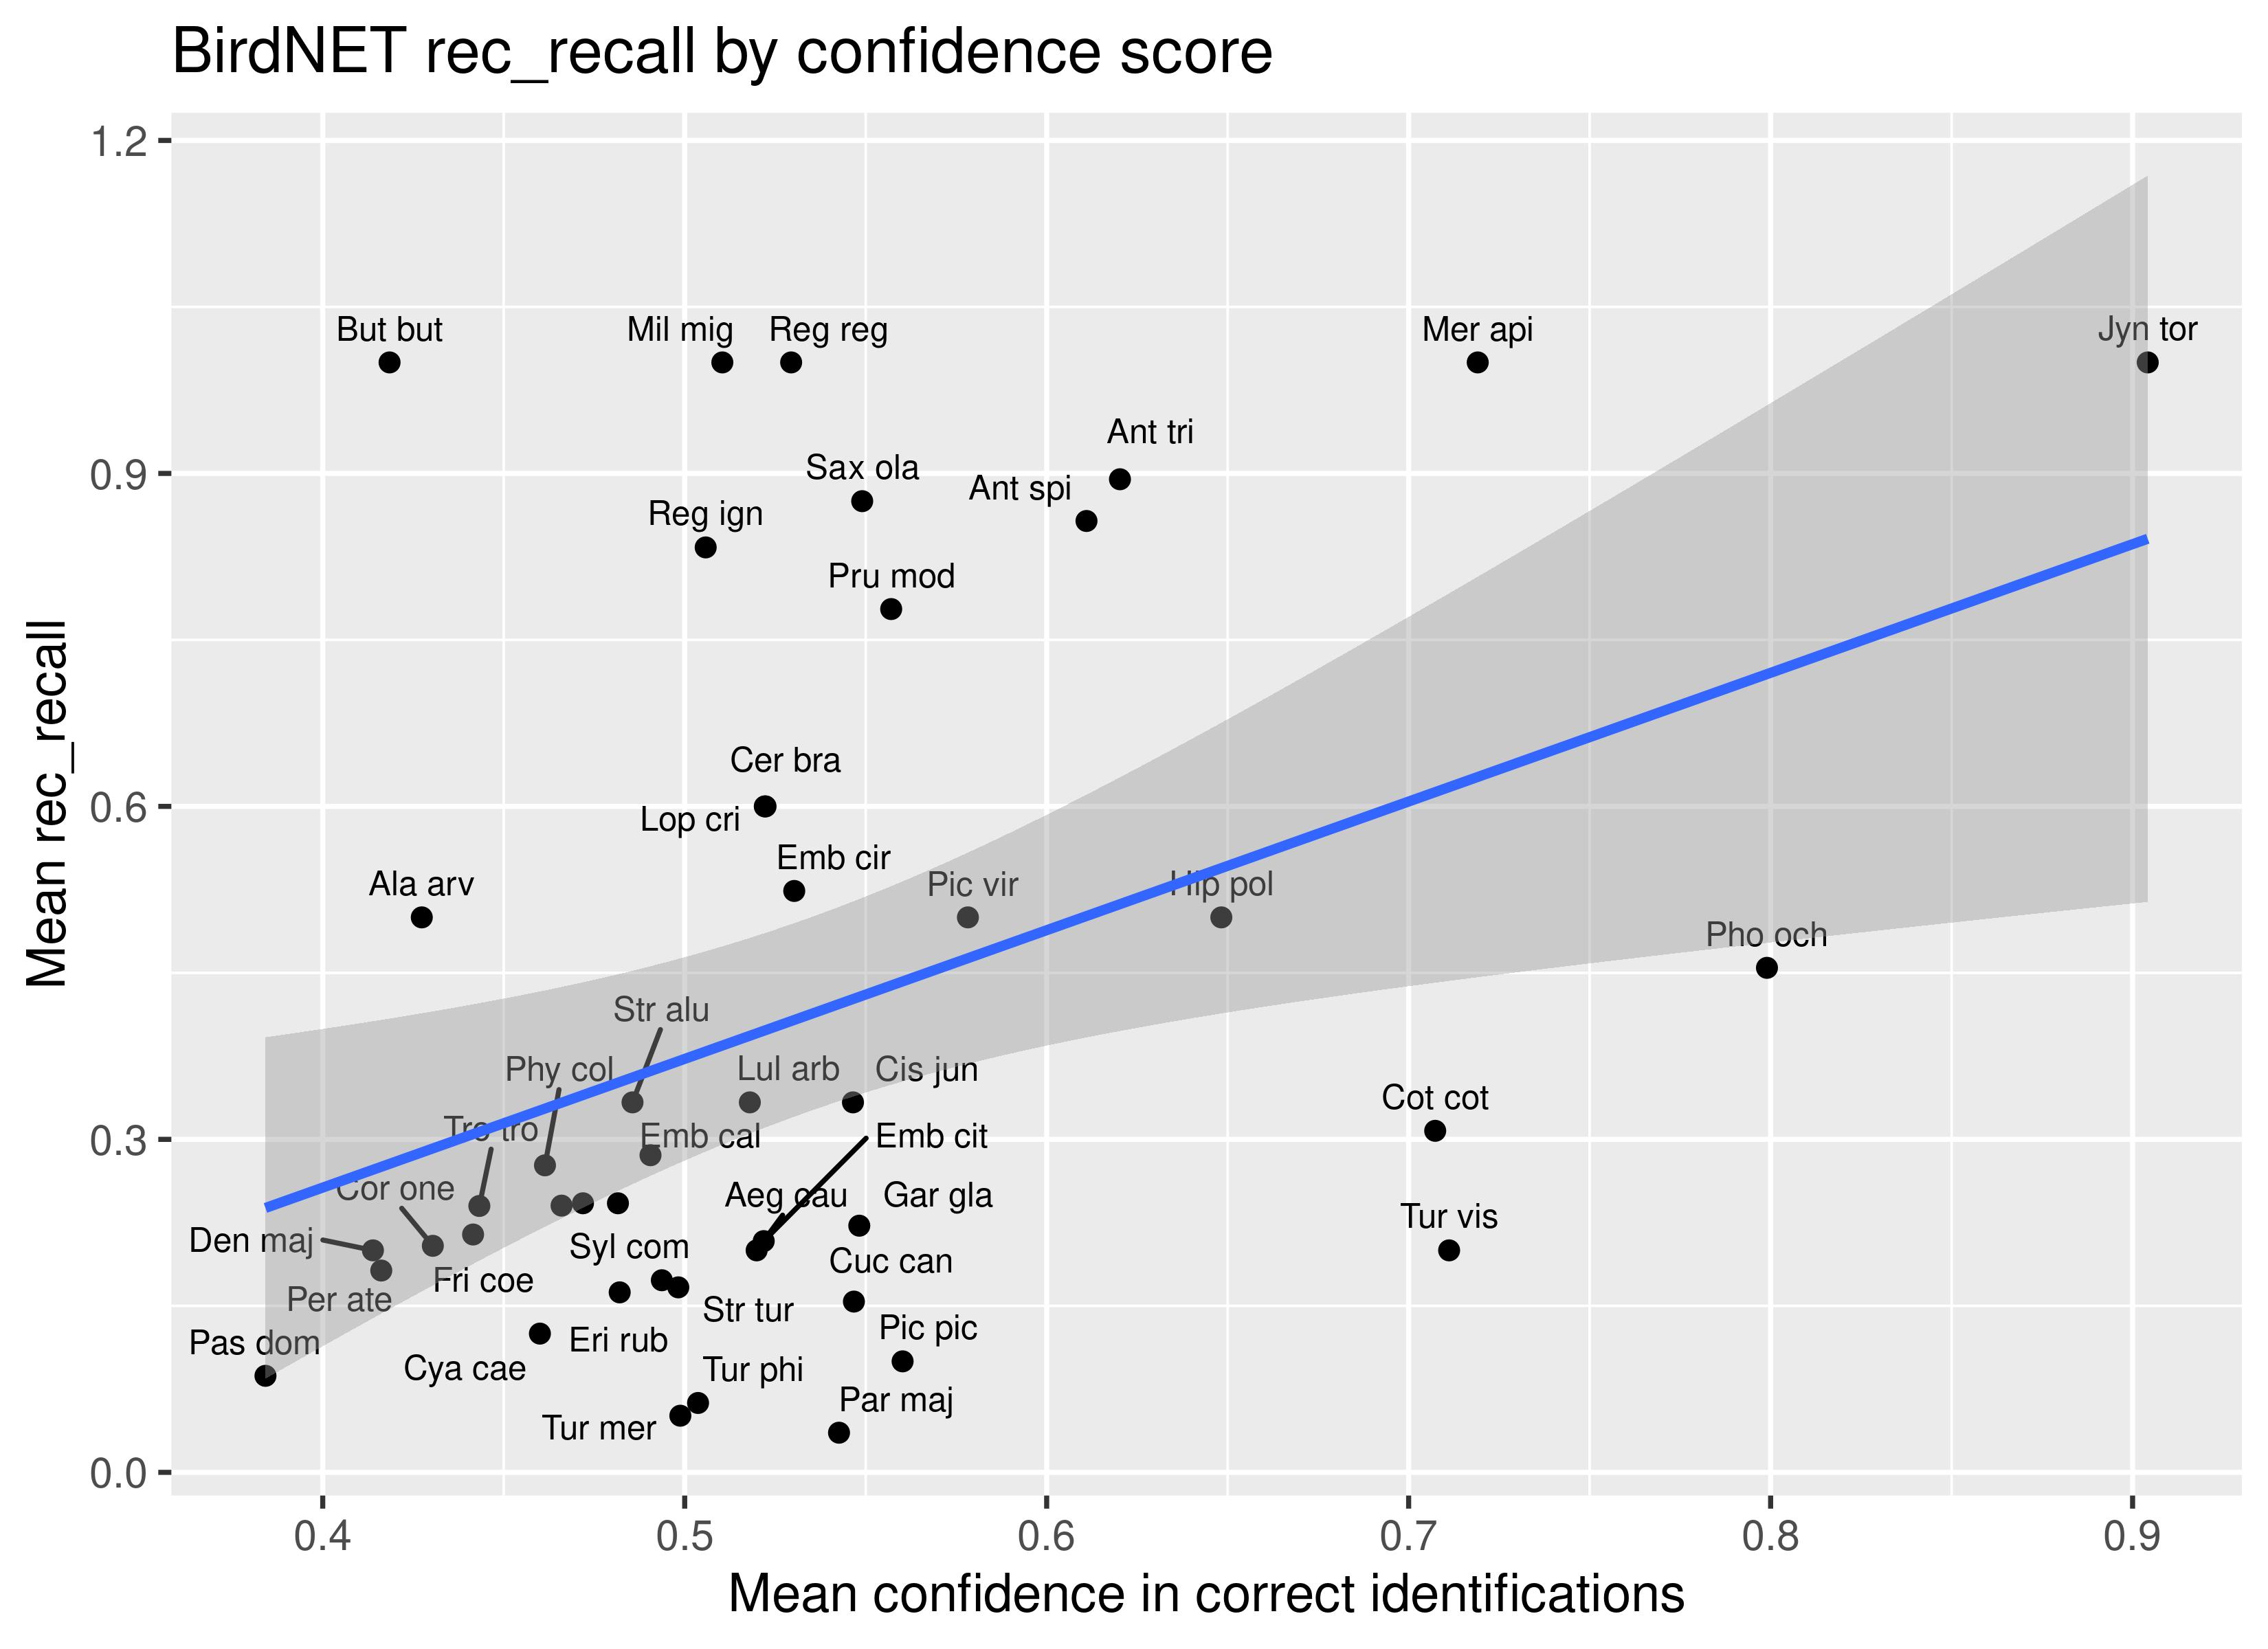 BirdNET rec_recall by confidence score
1.2
But but
Mil mig
Reg reg
Mer api
Jyn tor
Ant tri
0.9
Sax ola
Ant spi
Reg ign
Pru mod
Mean rec_recall
Cer bra
0.6
Lop cri
Emb cir
Ala arv
Pic vir
Hip pol
Pho och
Str alu
Phy col
Lul arb
Cis jun
Cot cot
Tro tro
0.3
Emb cal
Emb cit
Cor one
Aeg cau
Gar gla
Tur vis
Den maj
Syl com
Cuc can
Fri coe
Per ate
Str tur
Pic pic
Pas dom
Eri rub
Cya cae
Tur phi
Par maj
Tur mer
0.0
0.4
0.5
0.6
0.7
0.8
0.9
Mean confidence in correct identifications